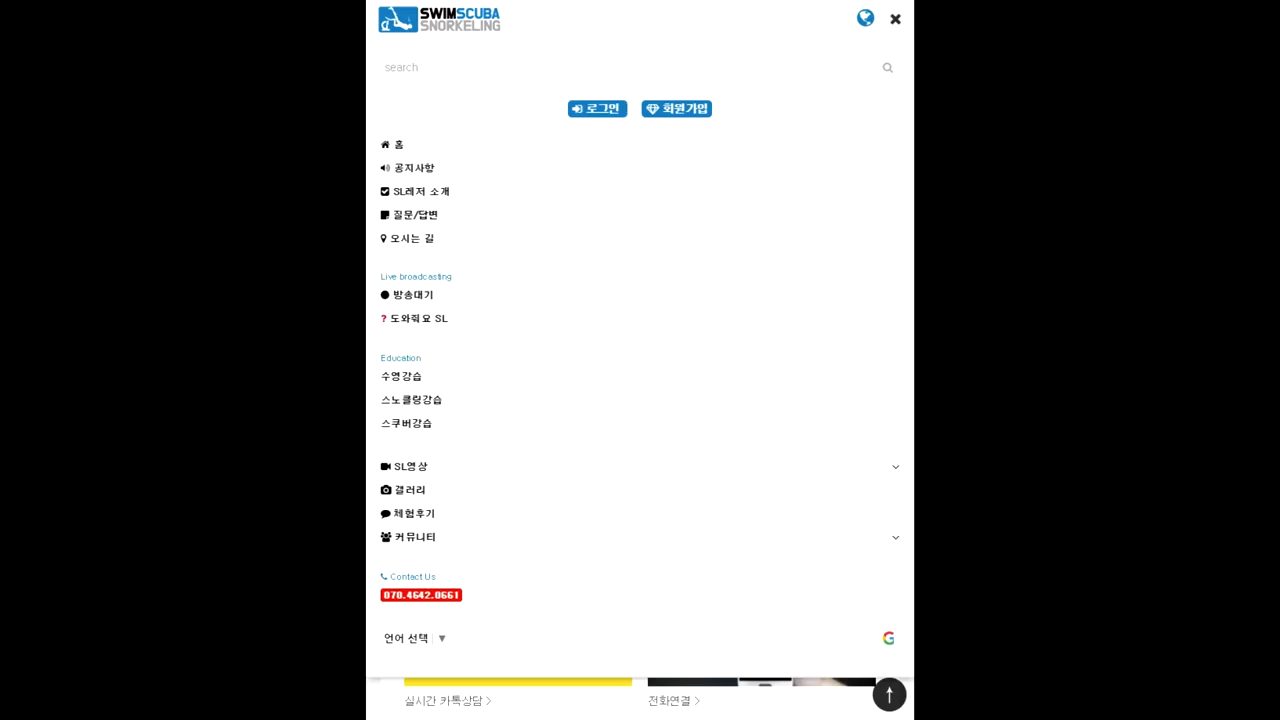 SWIMSCUBA
SNORKELING
search
로그인 회원가입
홈
공지사항
SL레저 소개
질문/답변
오시는 길
Live broadcasting
방송대기
? 도와줘요 SL
Education
수영강습
스노클링강습
스쿠버강습
SL영상
갤러리
체험후기
커뮤니티
Contact Us
070.4642.0661
언어 선택 ▼
실시간 카톡상담 >
전화연결 >